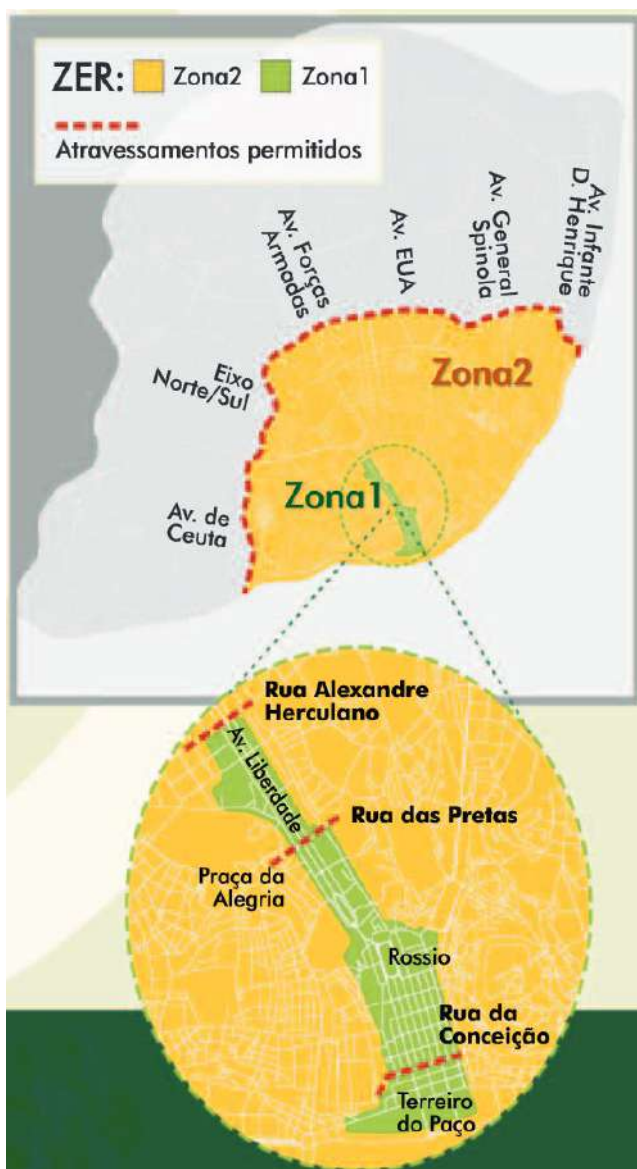 ZER: Zona2 Zona1
Atravessamentos permitidos
Av. Forças
Armadas
Av. EUA
Av. General
Spinola
Av. Infante
D. Henrique
Eixo
Norte/Sul
Zona2
Zona1
Av. de
Ceuta
Rua Alexandre
Herculano
Av. Liberdade
Rua das Pretas
Praça da
Alegria
Rossio
Rua da
Conceição
Terreiro
do Paço